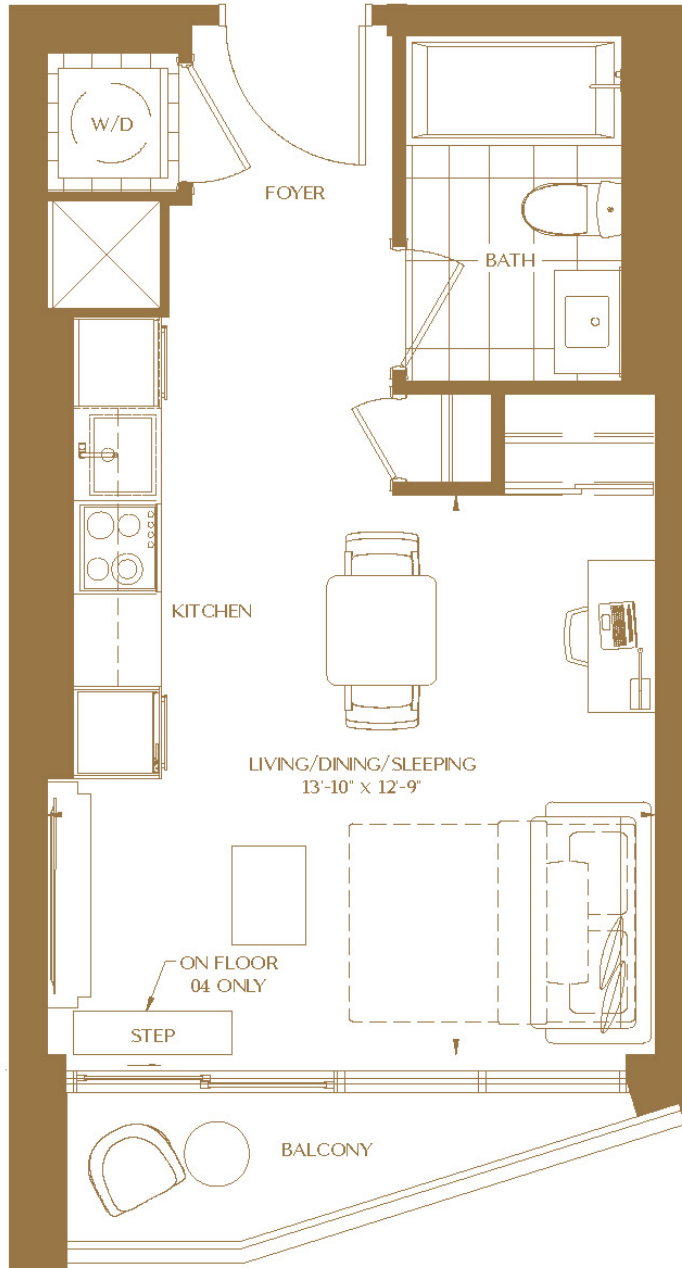 W/D
FOYER
BATH
KITCHEN
LIVING/DINING/SLEEPING
13'-10" x 12'-9"
ON FLOOR
04 ONLY
STEP
BALCONY